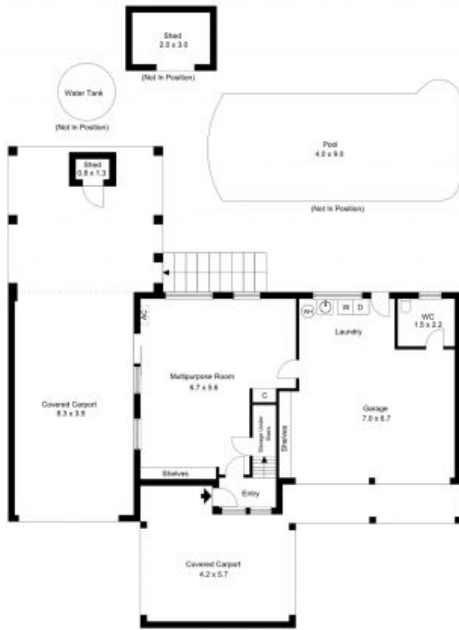 Shed
2.0 x 3.0
(Not In Position)
Water Tank
(Not In Position)
Pool
4.0 x 9.0
(Not In Position)
Shed
0.8 x 1.3
AC
WH
W D
WC
1.5 x 2.2
Laundry
Multipurpose Room
6.7 x 5.6
C
Covered Carport
8.3 x 3.9
Storage Under
Stairs
Shelves
Garage
7.0 x 6.7
Shelves
Entry
Covered Carport
4.2 x 5.7